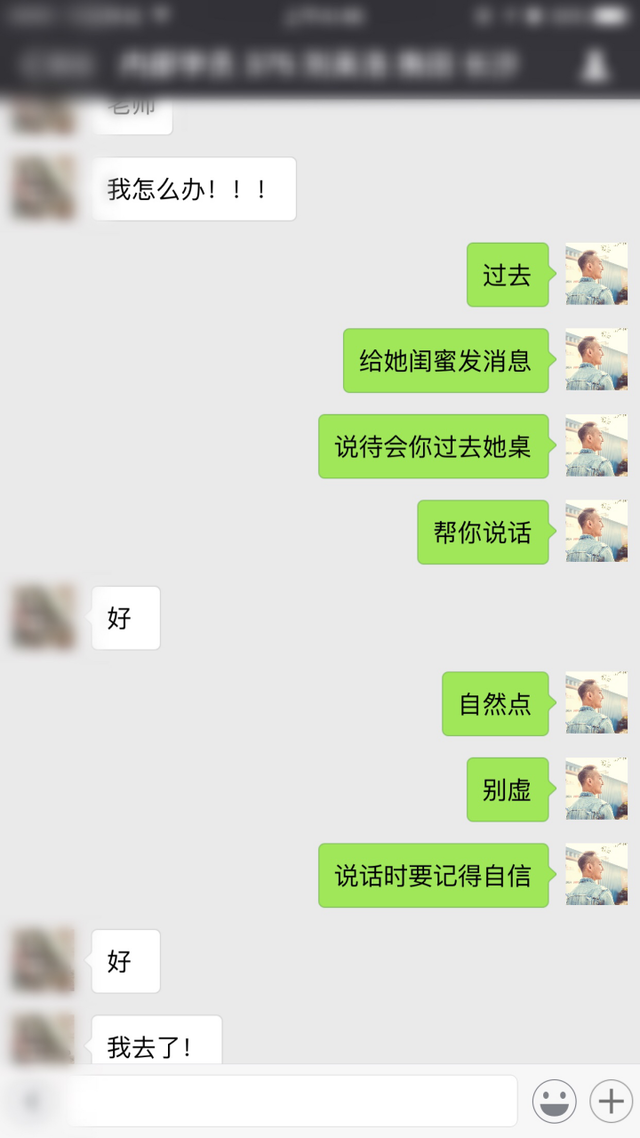 老师
我怎么办！！！
过去
给她闺蜜发消息
说待会你过去她桌
帮你说话
好
自然点
别虚
说话时要记得自信
好
我去了！